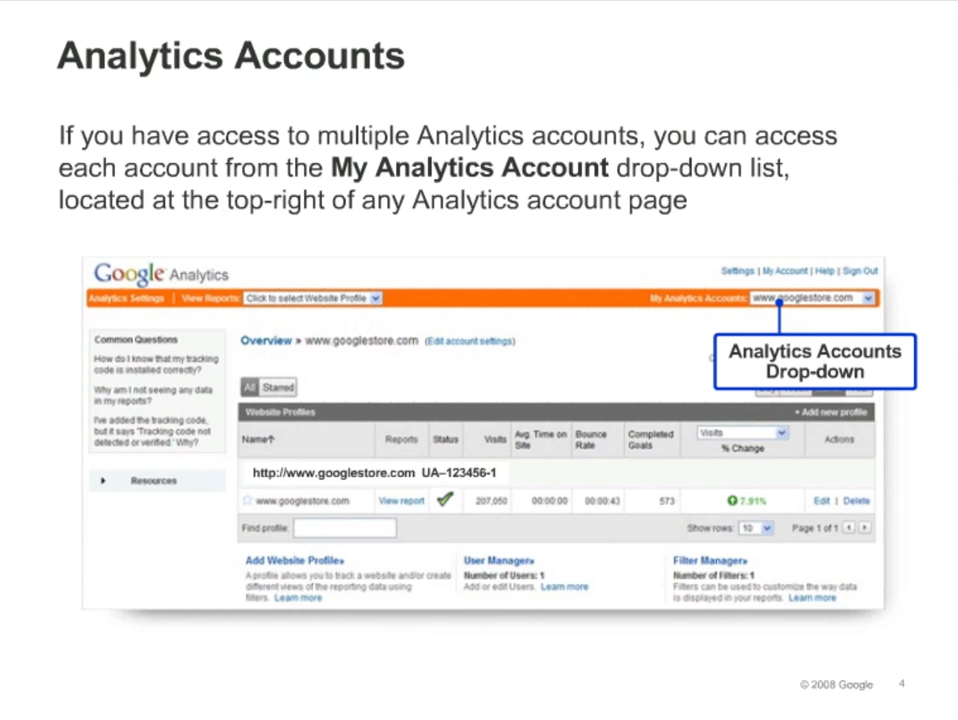 Analytics Accounts
If you have access to multiple Analytics accounts, you can access
each account from the My Analytics Account drop-down list,
located at the top-right of any Analytics account page
Google Analytics
Settings | My Account | Help | Sign Out
Analytics Settings | View Reports: Click to select Website Profile
My Analytics Accounts: www.googlestore.com
Analytics Accounts
Drop-down
Common Questions
How do I know that my tracking
code is installed correctly?
Why am I not seeing any data
in my reports?
I've added the tracking code,
but it says 'Tracking code not
detected or verified.' Why?
Resources
Overview » www.googlestore.com (Edit account settings)
All Starred
Website Profiles
+ Add new profile
Name↑ Reports Status Visits Avg. Time on Site Bounce Rate Completed Goals Visits % Change Actions
http://www.googlestore.com UA–123456-1
www.googlestore.com View report 207,050 00:00:00 00:00:43 573 7.91% Edit | Delete
Find profile: Show rows: 10 Page 1 of 1
Add Website Profile»
A profile allows you to track a website and/or create
different views of the reporting data using
filters. Learn more
User Manager»
Number of Users: 1
Add or edit Users. Learn more
Filter Manager»
Number of Filters: 1
Filters can be used to customize the way data
is displayed in your reports. Learn more
© 2008 Google 4